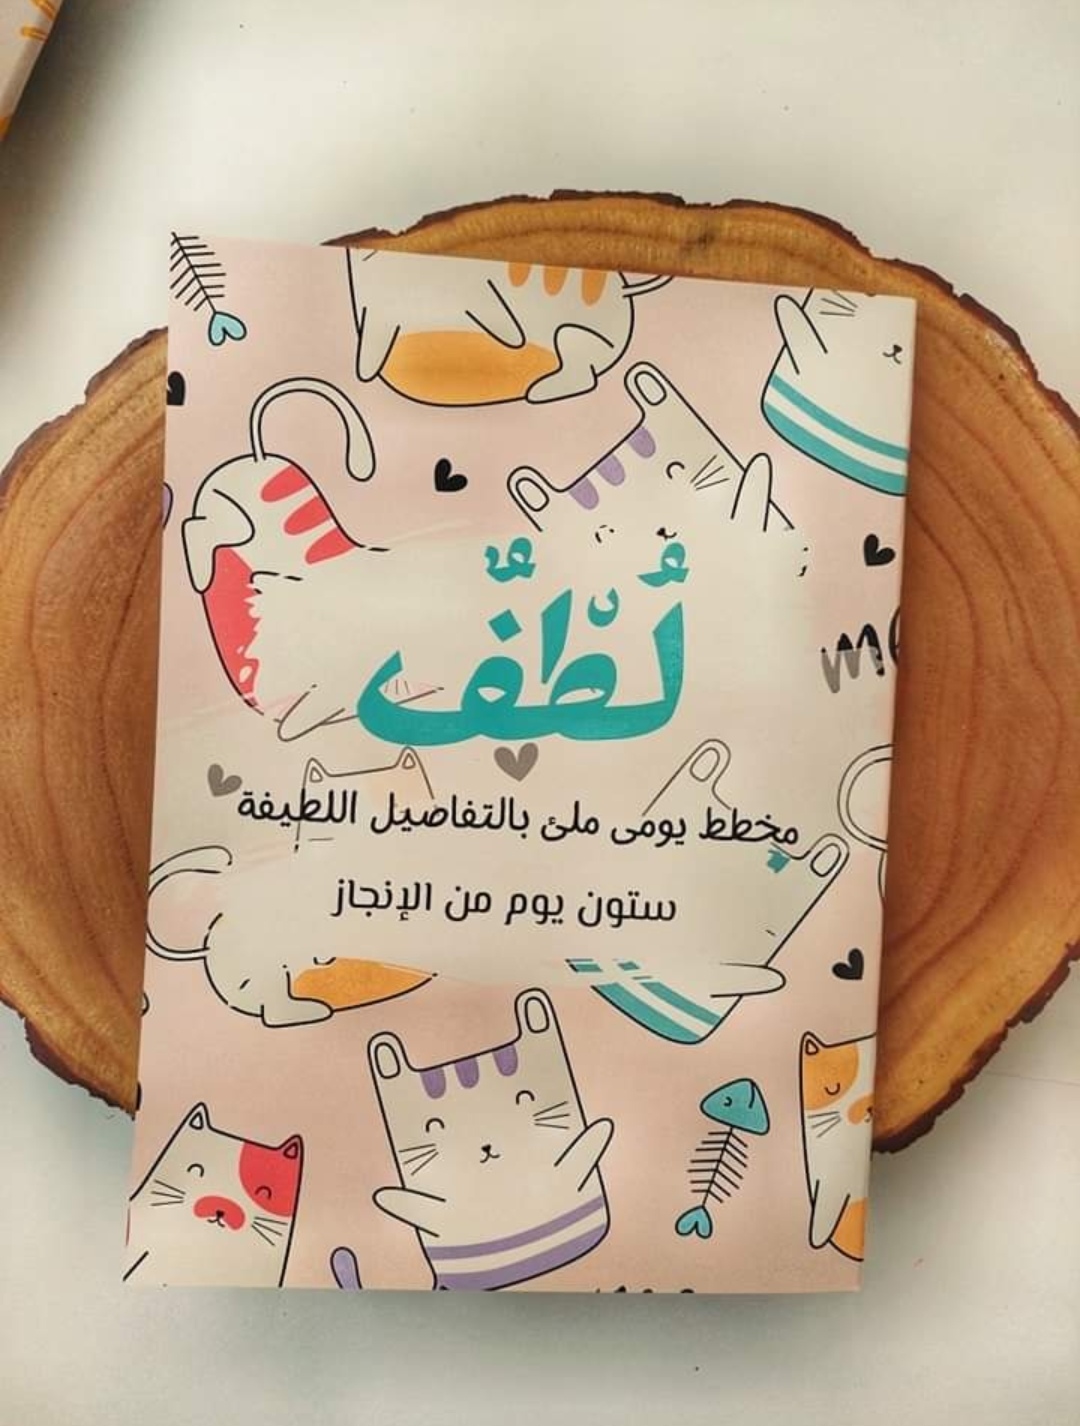 لُطْفٌ
مخطط يومى ملئ بالتفاصيل اللطيفة
ستون يوم من الإنجاز